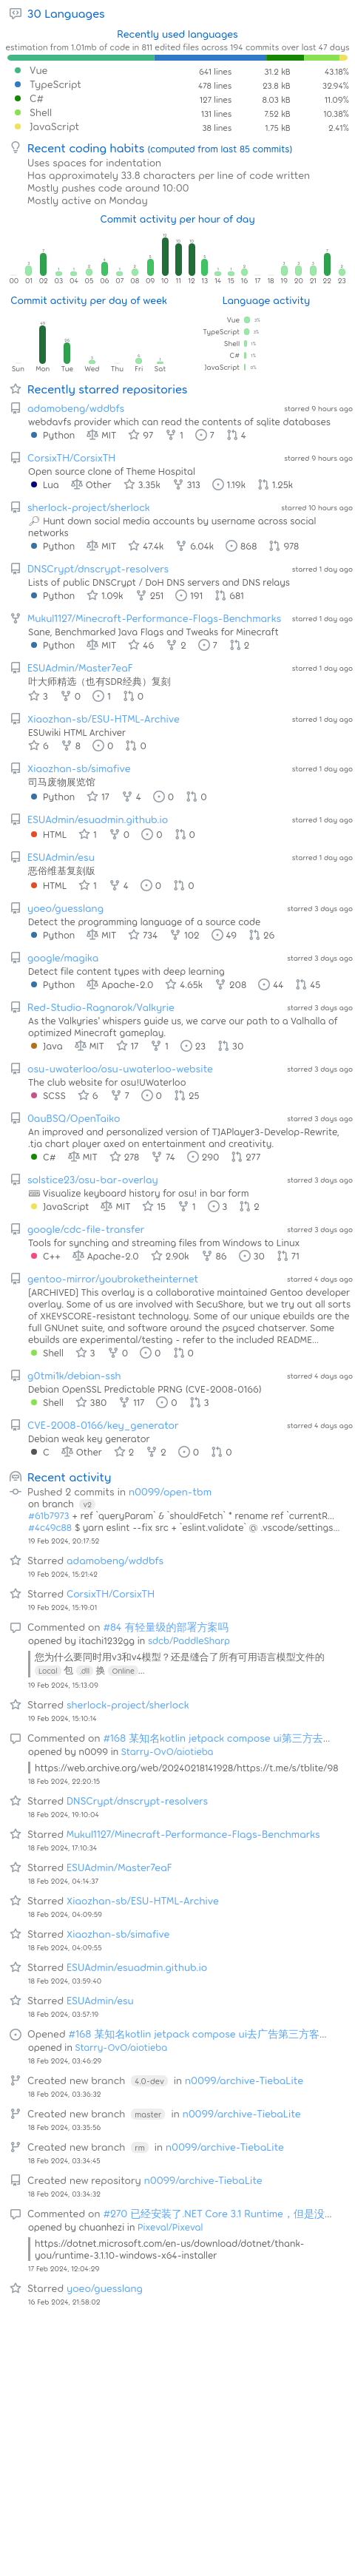 30 Languages
Recently used languages
estimation from 1.01mb of code in 811 edited files across 194 commits over last 47 days
Vue 641 lines 31.2 kB 43.18%
TypeScript 478 lines 23.8 kB 32.94%
C# 127 lines 8.03 kB 11.09%
Shell 131 lines 7.52 kB 10.38%
JavaScript 38 lines 1.75 kB 2.41%
Recent coding habits (computed from last 85 commits)
Uses spaces for indentation
Has approximately 33.8 characters per line of code written
Mostly pushes code around 10:00
Mostly active on Monday
Commit activity per hour of day
00 01 02 03 04 05 06 07 08 09 10 11 12 13 14 15 16 17 18 19 20 21 22 23
Commit activity per day of week
Language activity
Sun Mon Tue Wed Thu Fri Sat
Vue
TypeScript
Shell
C#
JavaScript
Recently starred repositories
adamobeng/wddbfs starred 9 hours ago
webdavfs provider which can read the contents of sqlite databases
Python MIT 97 1 7 4
CorsixTH/CorsixTH starred 9 hours ago
Open source clone of Theme Hospital
Lua Other 3.35k 313 1.19k 1.25k
sherlock-project/sherlock starred 10 hours ago
🔎 Hunt down social media accounts by username across social
networks
Python MIT 47.4k 6.04k 868 978
DNSCrypt/dnscrypt-resolvers starred 1 day ago
Lists of public DNSCrypt / DoH DNS servers and DNS relays
Python 1.09k 251 191 681
Mukul1127/Minecraft-Performance-Flags-Benchmarks starred 1 day ago
Sane, Benchmarked Java Flags and Tweaks for Minecraft
Python MIT 46 2 7 2
ESUAdmin/Master7eaF starred 1 day ago
叶大师精选（也有SDR经典）复刻
3 0 1 0
Xiaozhan-sb/ESU-HTML-Archive starred 1 day ago
ESUwiki HTML Archiver
6 8 0 0
Xiaozhan-sb/simafive starred 1 day ago
司马废物展览馆
Python 17 4 0 0
ESUAdmin/esuadmin.github.io starred 1 day ago
HTML 1 0 0 0
ESUAdmin/esu starred 1 day ago
恶俗维基复刻版
HTML 1 4 0 0
yoeo/guesslang starred 3 days ago
Detect the programming language of a source code
Python MIT 734 102 49 26
google/magika starred 3 days ago
Detect file content types with deep learning
Python Apache-2.0 4.65k 208 44 45
Red-Studio-Ragnarok/Valkyrie starred 3 days ago
As the Valkyries' whispers guide us, we carve our path to a Valhalla of
optimized Minecraft gameplay.
Java MIT 17 1 23 30
osu-uwaterloo/osu-uwaterloo-website starred 3 days ago
The club website for osu!UWaterloo
SCSS 6 7 0 25
0auBSQ/OpenTaiko starred 3 days ago
An improved and personalized version of TJAPlayer3-Develop-Rewrite,
.tja chart player axed on entertainment and creativity.
C# MIT 278 74 290 277
solstice23/osu-bar-overlay starred 3 days ago
⌨️ Visualize keyboard history for osu! in bar form
JavaScript MIT 15 1 3 2
google/cdc-file-transfer starred 3 days ago
Tools for synching and streaming files from Windows to Linux
C++ Apache-2.0 2.90k 86 30 71
gentoo-mirror/youbroketheinternet starred 4 days ago
[ARCHIVED] This overlay is a collaborative maintained Gentoo developer
overlay. Some of us are involved with SecuShare, but we try out all sorts
of XKEYSCORE-resistant technology. Some of our unique ebuilds are the
full GNUnet suite, and software around the psyced chatserver. Some
ebuilds are experimental/testing - refer to the included README...
Shell 3 0 0 0
g0tmi1k/debian-ssh starred 4 days ago
Debian OpenSSL Predictable PRNG (CVE-2008-0166)
Shell 380 117 0 3
CVE-2008-0166/key_generator starred 4 days ago
Debian weak key generator
C Other 2 2 0 0
Recent activity
Pushed 2 commits in n0099/open-tbm
on branch v2
#61b7973 + ref `queryParam` & `shouldFetch` * rename ref `currentR...
#4c49c88 $ yarn eslint --fix src + `eslint.validate` @ .vscode/settings...
19 Feb 2024, 20:17:52
Starred adamobeng/wddbfs
19 Feb 2024, 15:21:42
Starred CorsixTH/CorsixTH
19 Feb 2024, 15:19:01
Commented on #84 有轻量级的部署方案吗
opened by itachi1232gg in sdcb/PaddleSharp
您为什么要同时用v3和v4模型？还是缝合了所有可用语言模型文件的
Local 包 .dll 换 Online...
19 Feb 2024, 15:13:09
Starred sherlock-project/sherlock
19 Feb 2024, 15:10:14
Commented on #168 某知名kotlin jetpack compose ui第三方去...
opened by n0099 in Starry-OvO/aiotieba
https://web.archive.org/web/20240218141928/https://t.me/s/tblite/98
18 Feb 2024, 22:20:15
Starred DNSCrypt/dnscrypt-resolvers
18 Feb 2024, 19:10:04
Starred Mukul1127/Minecraft-Performance-Flags-Benchmarks
18 Feb 2024, 17:10:34
Starred ESUAdmin/Master7eaF
18 Feb 2024, 04:14:37
Starred Xiaozhan-sb/ESU-HTML-Archive
18 Feb 2024, 04:09:59
Starred Xiaozhan-sb/simafive
18 Feb 2024, 04:09:55
Starred ESUAdmin/esuadmin.github.io
18 Feb 2024, 03:59:40
Starred ESUAdmin/esu
18 Feb 2024, 03:57:19
Opened #168 某知名kotlin jetpack compose ui去广告第三方客...
opened in Starry-OvO/aiotieba
18 Feb 2024, 03:46:29
Created new branch 4.0-dev in n0099/archive-TiebaLite
18 Feb 2024, 03:36:32
Created new branch master in n0099/archive-TiebaLite
18 Feb 2024, 03:35:56
Created new branch rm in n0099/archive-TiebaLite
18 Feb 2024, 03:34:45
Created new repository n0099/archive-TiebaLite
18 Feb 2024, 03:34:32
Commented on #270 已经安装了.NET Core 3.1 Runtime，但是没...
opened by chuanhezi in Pixeval/Pixeval
https://dotnet.microsoft.com/en-us/download/dotnet/thank-
you/runtime-3.1.10-windows-x64-installer
17 Feb 2024, 12:04:29
Starred yoeo/guesslang
16 Feb 2024, 21:58:02